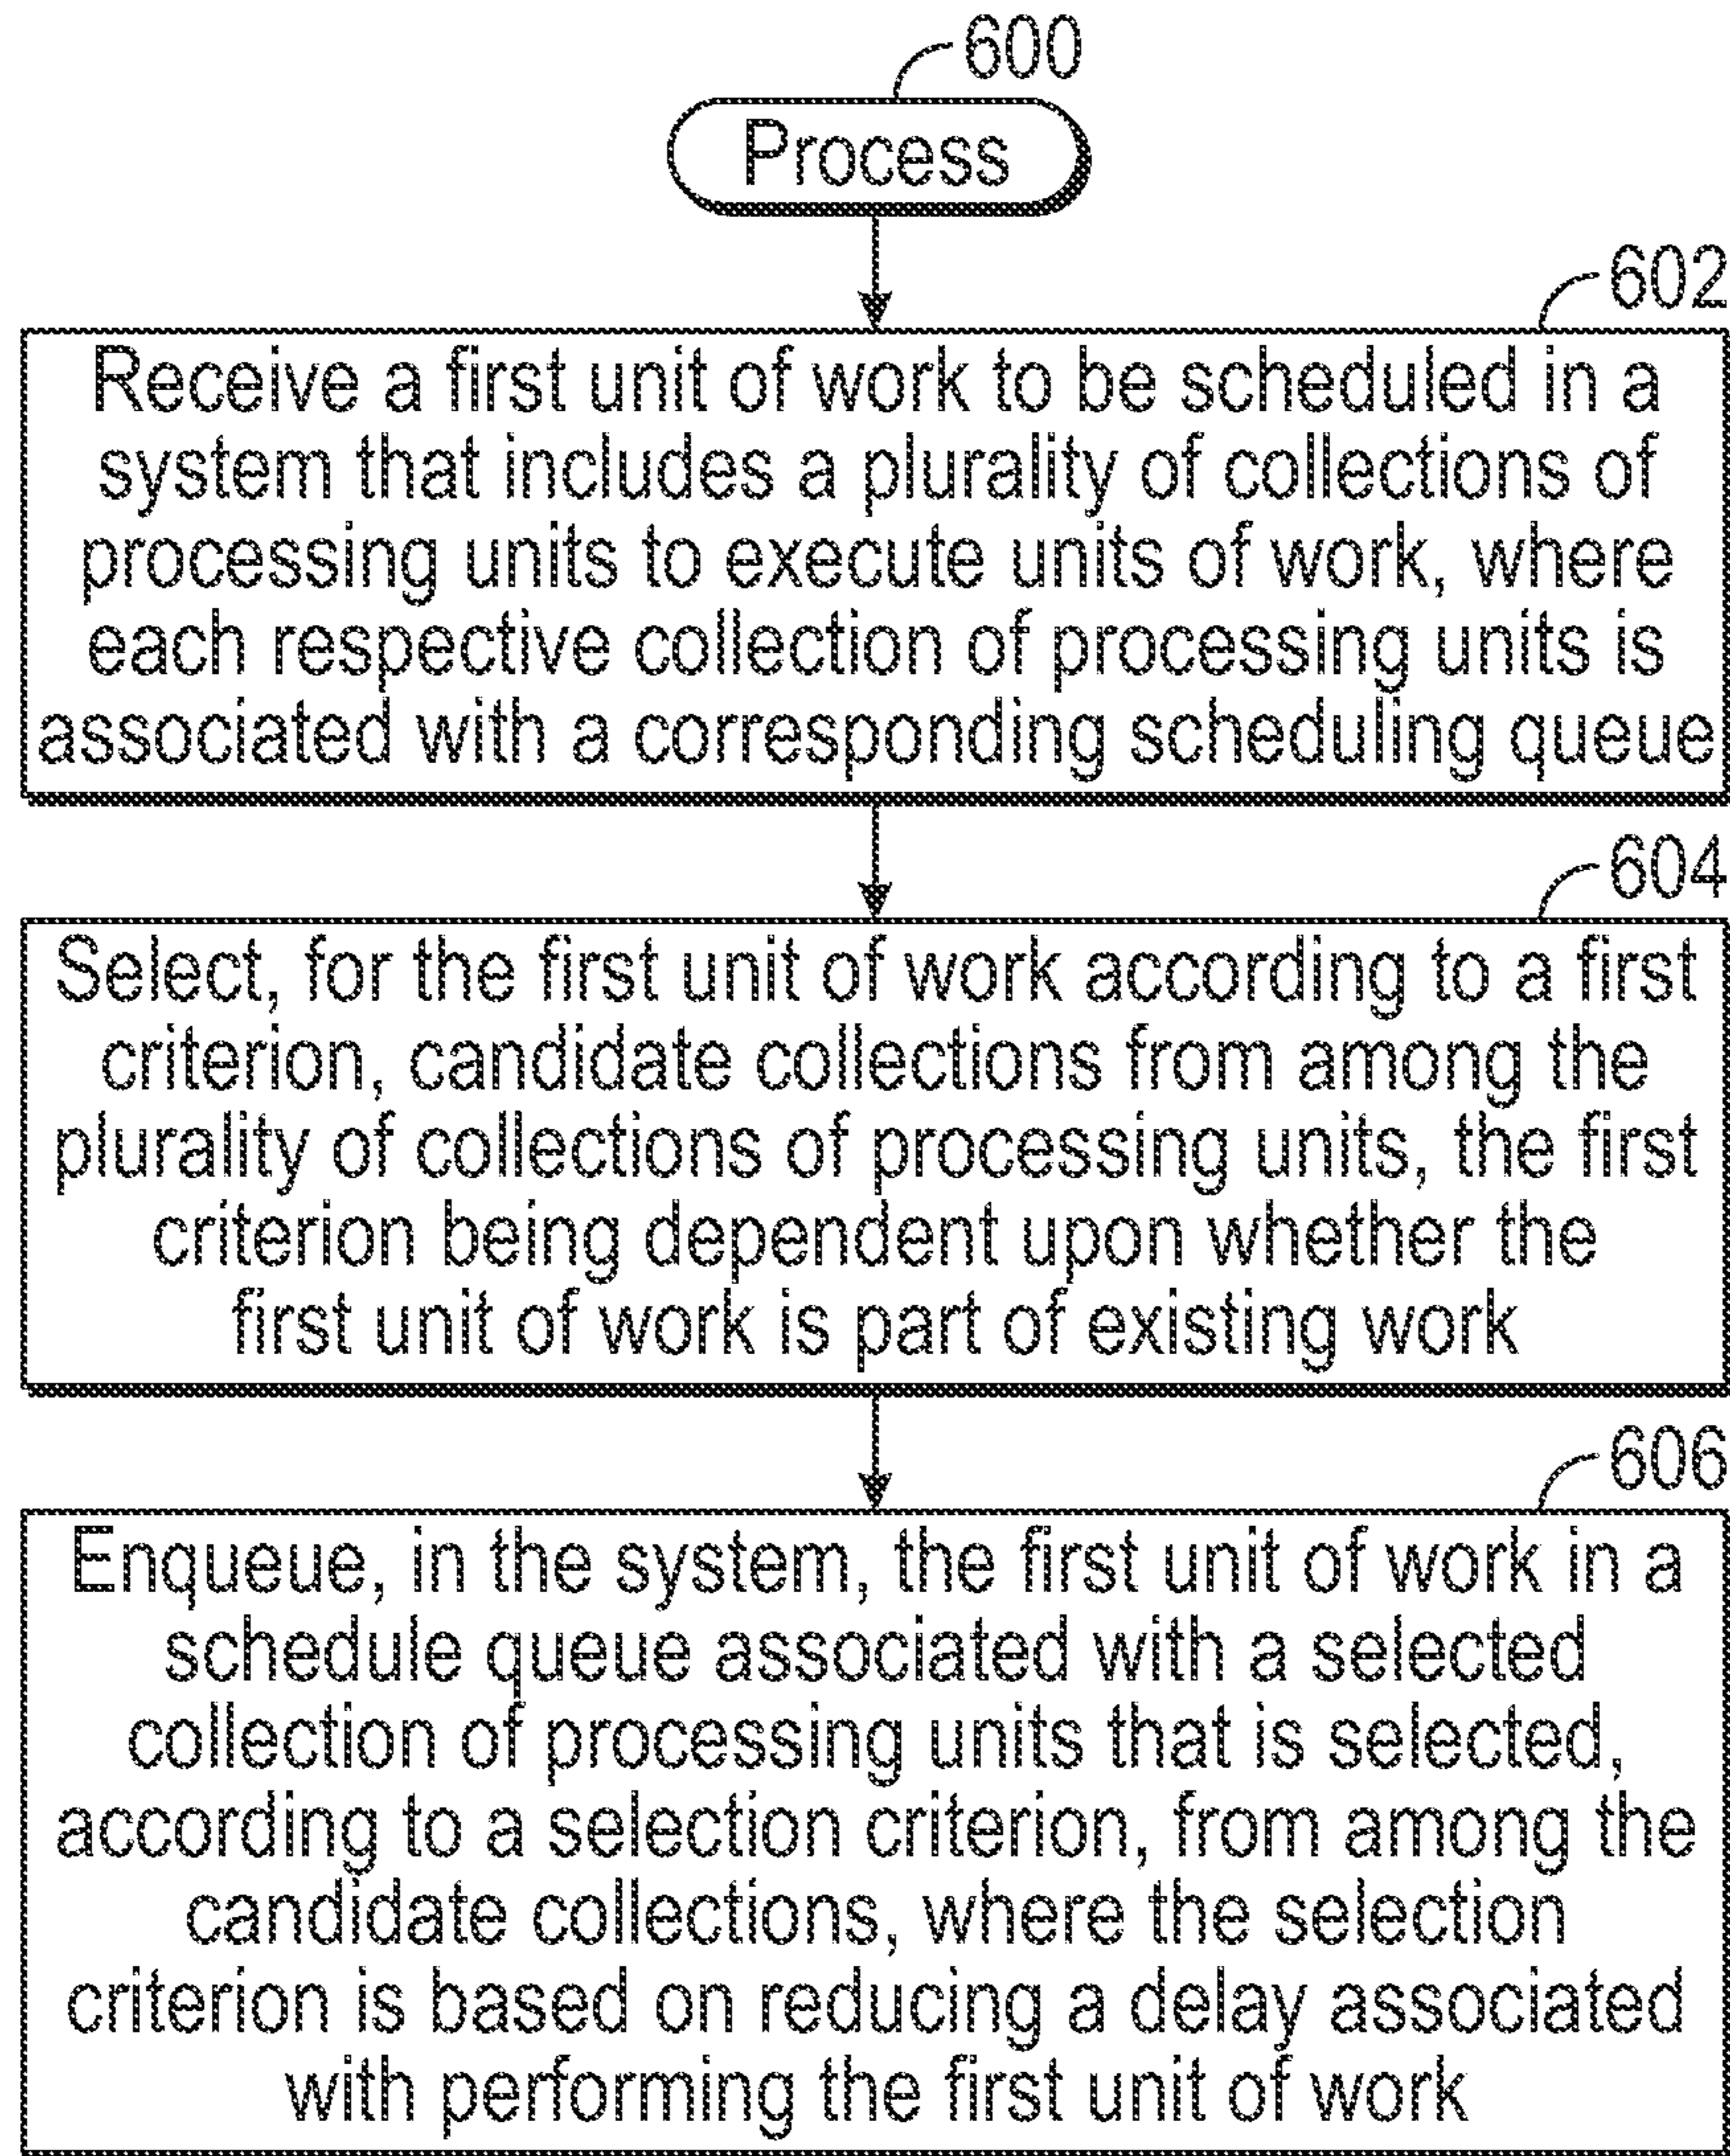 600
Process
602
Receive a first unit of work to be scheduled in a
system that includes a plurality of collections of
processing units to execute units of work, where
each respective collection of processing units is
associated with a corresponding scheduling queue
604
Select, for the first unit of work according to a first
criterion, candidate collections from among the
plurality of collections of processing units, the first
criterion being dependent upon whether the
first unit of work is part of existing work
606
Enqueue, in the system, the first unit of work in a
schedule queue associated with a selected
collection of processing units that is selected,
according to a selection criterion, from among the
candidate collections, where the selection
criterion is based on reducing a delay associated
with performing the first unit of work